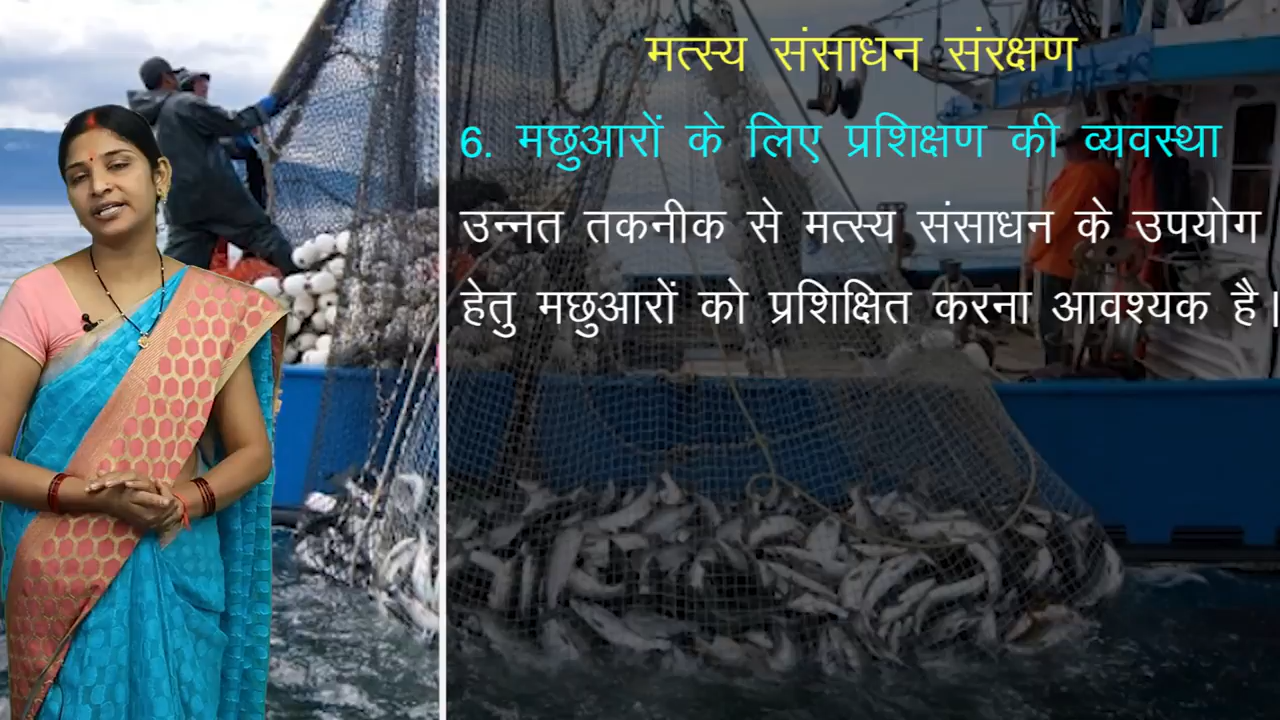 मत्स्य संसाधन संरक्षण
6. मछुआरों के लिए प्रशिक्षण की व्यवस्था
उन्नत तकनीक से मत्स्य संसाधन के उपयोग
हेतु मछुआरों को प्रशिक्षित करना आवश्यक है।